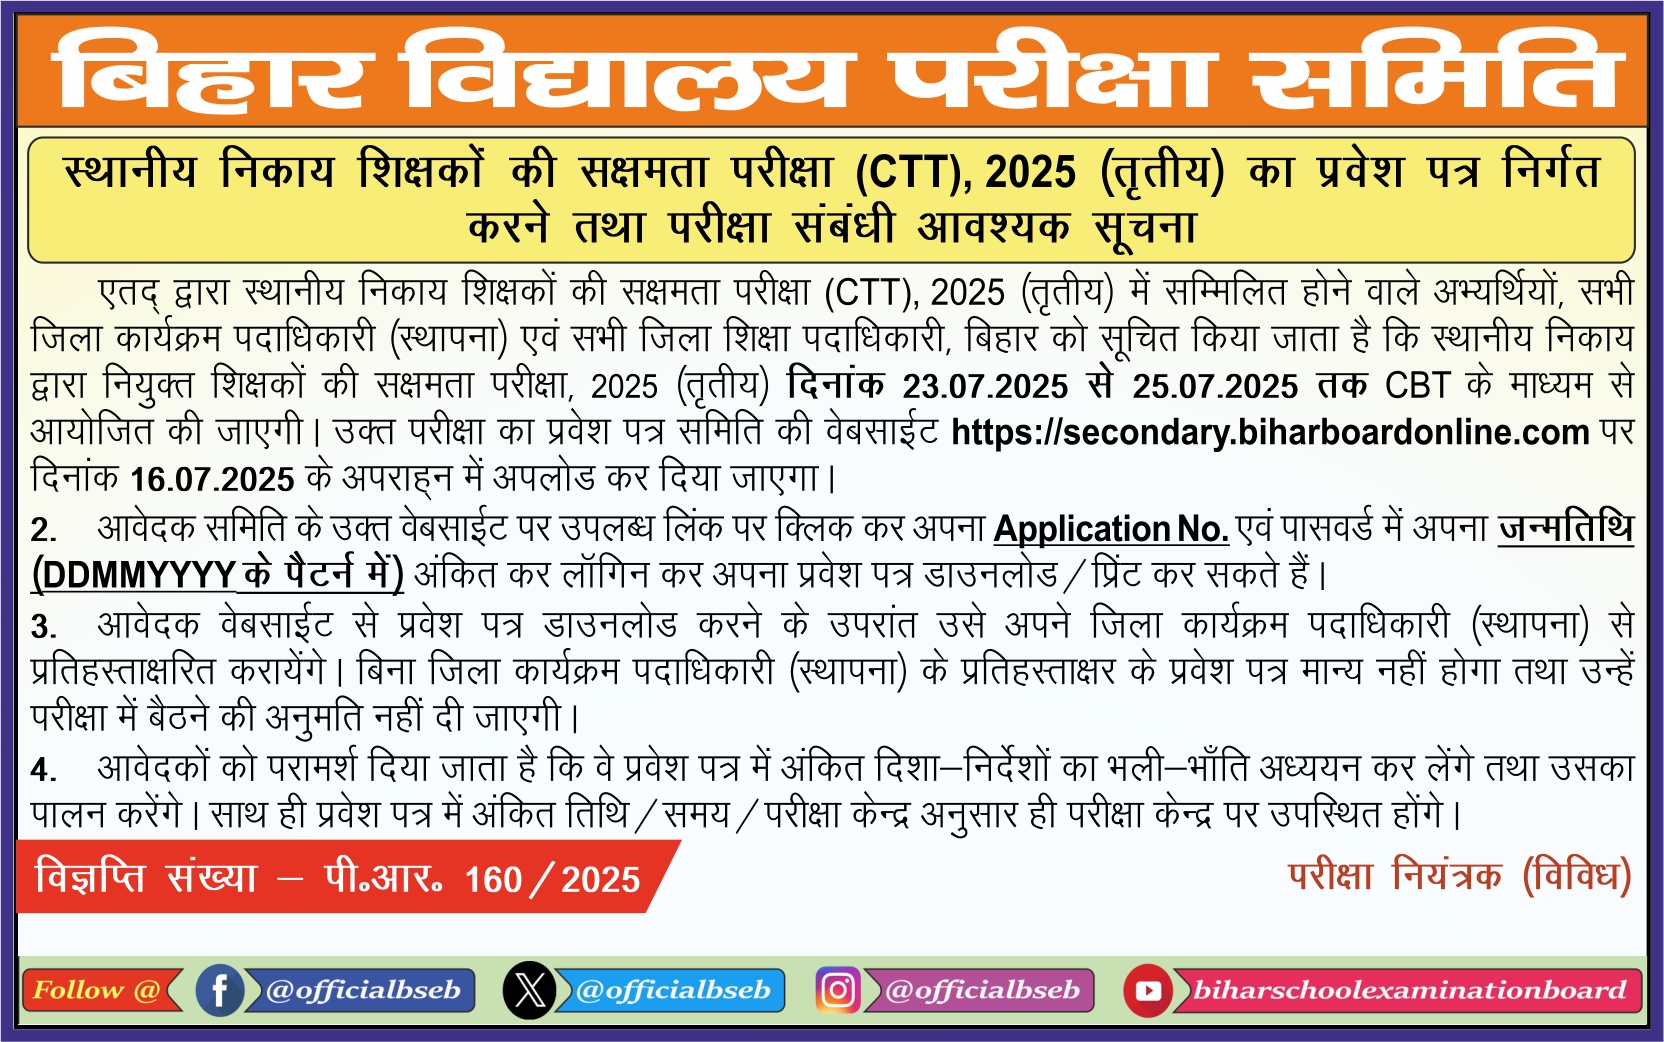 बिहार विद्यालय परीक्षा समिति
स्थानीय निकाय शिक्षकों की सक्षमता परीक्षा (CTT), 2025 (तृतीय) का प्रवेश पत्र निर्गत
करने तथा परीक्षा संबंधी आवश्यक सूचना
एतद् द्वारा स्थानीय निकाय शिक्षकों की सक्षमता परीक्षा (CTT), 2025 (तृतीय) में सम्मिलित होने वाले अभ्यर्थियों, सभी
जिला कार्यक्रम पदाधिकारी (स्थापना) एवं सभी जिला शिक्षा पदाधिकारी, बिहार को सूचित किया जाता है कि स्थानीय निकाय
द्वारा नियुक्त शिक्षकों की सक्षमता परीक्षा, 2025 (तृतीय) दिनांक 23.07.2025 से 25.07.2025 तक CBT के माध्यम से
आयोजित की जाएगी। उक्त परीक्षा का प्रवेश पत्र समिति की वेबसाईट https://secondary.biharboardonline.com पर
दिनांक 16.07.2025 के अपराह्न में अपलोड कर दिया जाएगा।
2. आवेदक समिति के उक्त वेबसाईट पर उपलब्ध लिंक पर क्लिक कर अपना Application No. एवं पासवर्ड में अपना जन्मतिथि
(DDMMYYYY के पैटर्न में) अंकित कर लॉगिन कर अपना प्रवेश पत्र डाउनलोड/प्रिंट कर सकते हैं।
3. आवेदक वेबसाईट से प्रवेश पत्र डाउनलोड करने के उपरांत उसे अपने जिला कार्यक्रम पदाधिकारी (स्थापना) से
प्रतिहस्ताक्षरित करायेंगे। बिना जिला कार्यक्रम पदाधिकारी (स्थापना) के प्रतिहस्ताक्षर के प्रवेश पत्र मान्य नहीं होगा तथा उन्हें
परीक्षा में बैठने की अनुमति नहीं दी जाएगी।
4. आवेदकों को परामर्श दिया जाता है कि वे प्रवेश पत्र में अंकित दिशा–निर्देशों का भली–भाँति अध्ययन कर लेंगे तथा उसका
पालन करेंगे। साथ ही प्रवेश पत्र में अंकित तिथि/समय/परीक्षा केन्द्र अनुसार ही परीक्षा केन्द्र पर उपस्थित होंगे।
विज्ञप्ति संख्या – पी॰आर॰ 160/2025
परीक्षा नियंत्रक (विविध)
Follow @ @officialbseb @officialbseb @officialbseb biharschoolexaminationboard